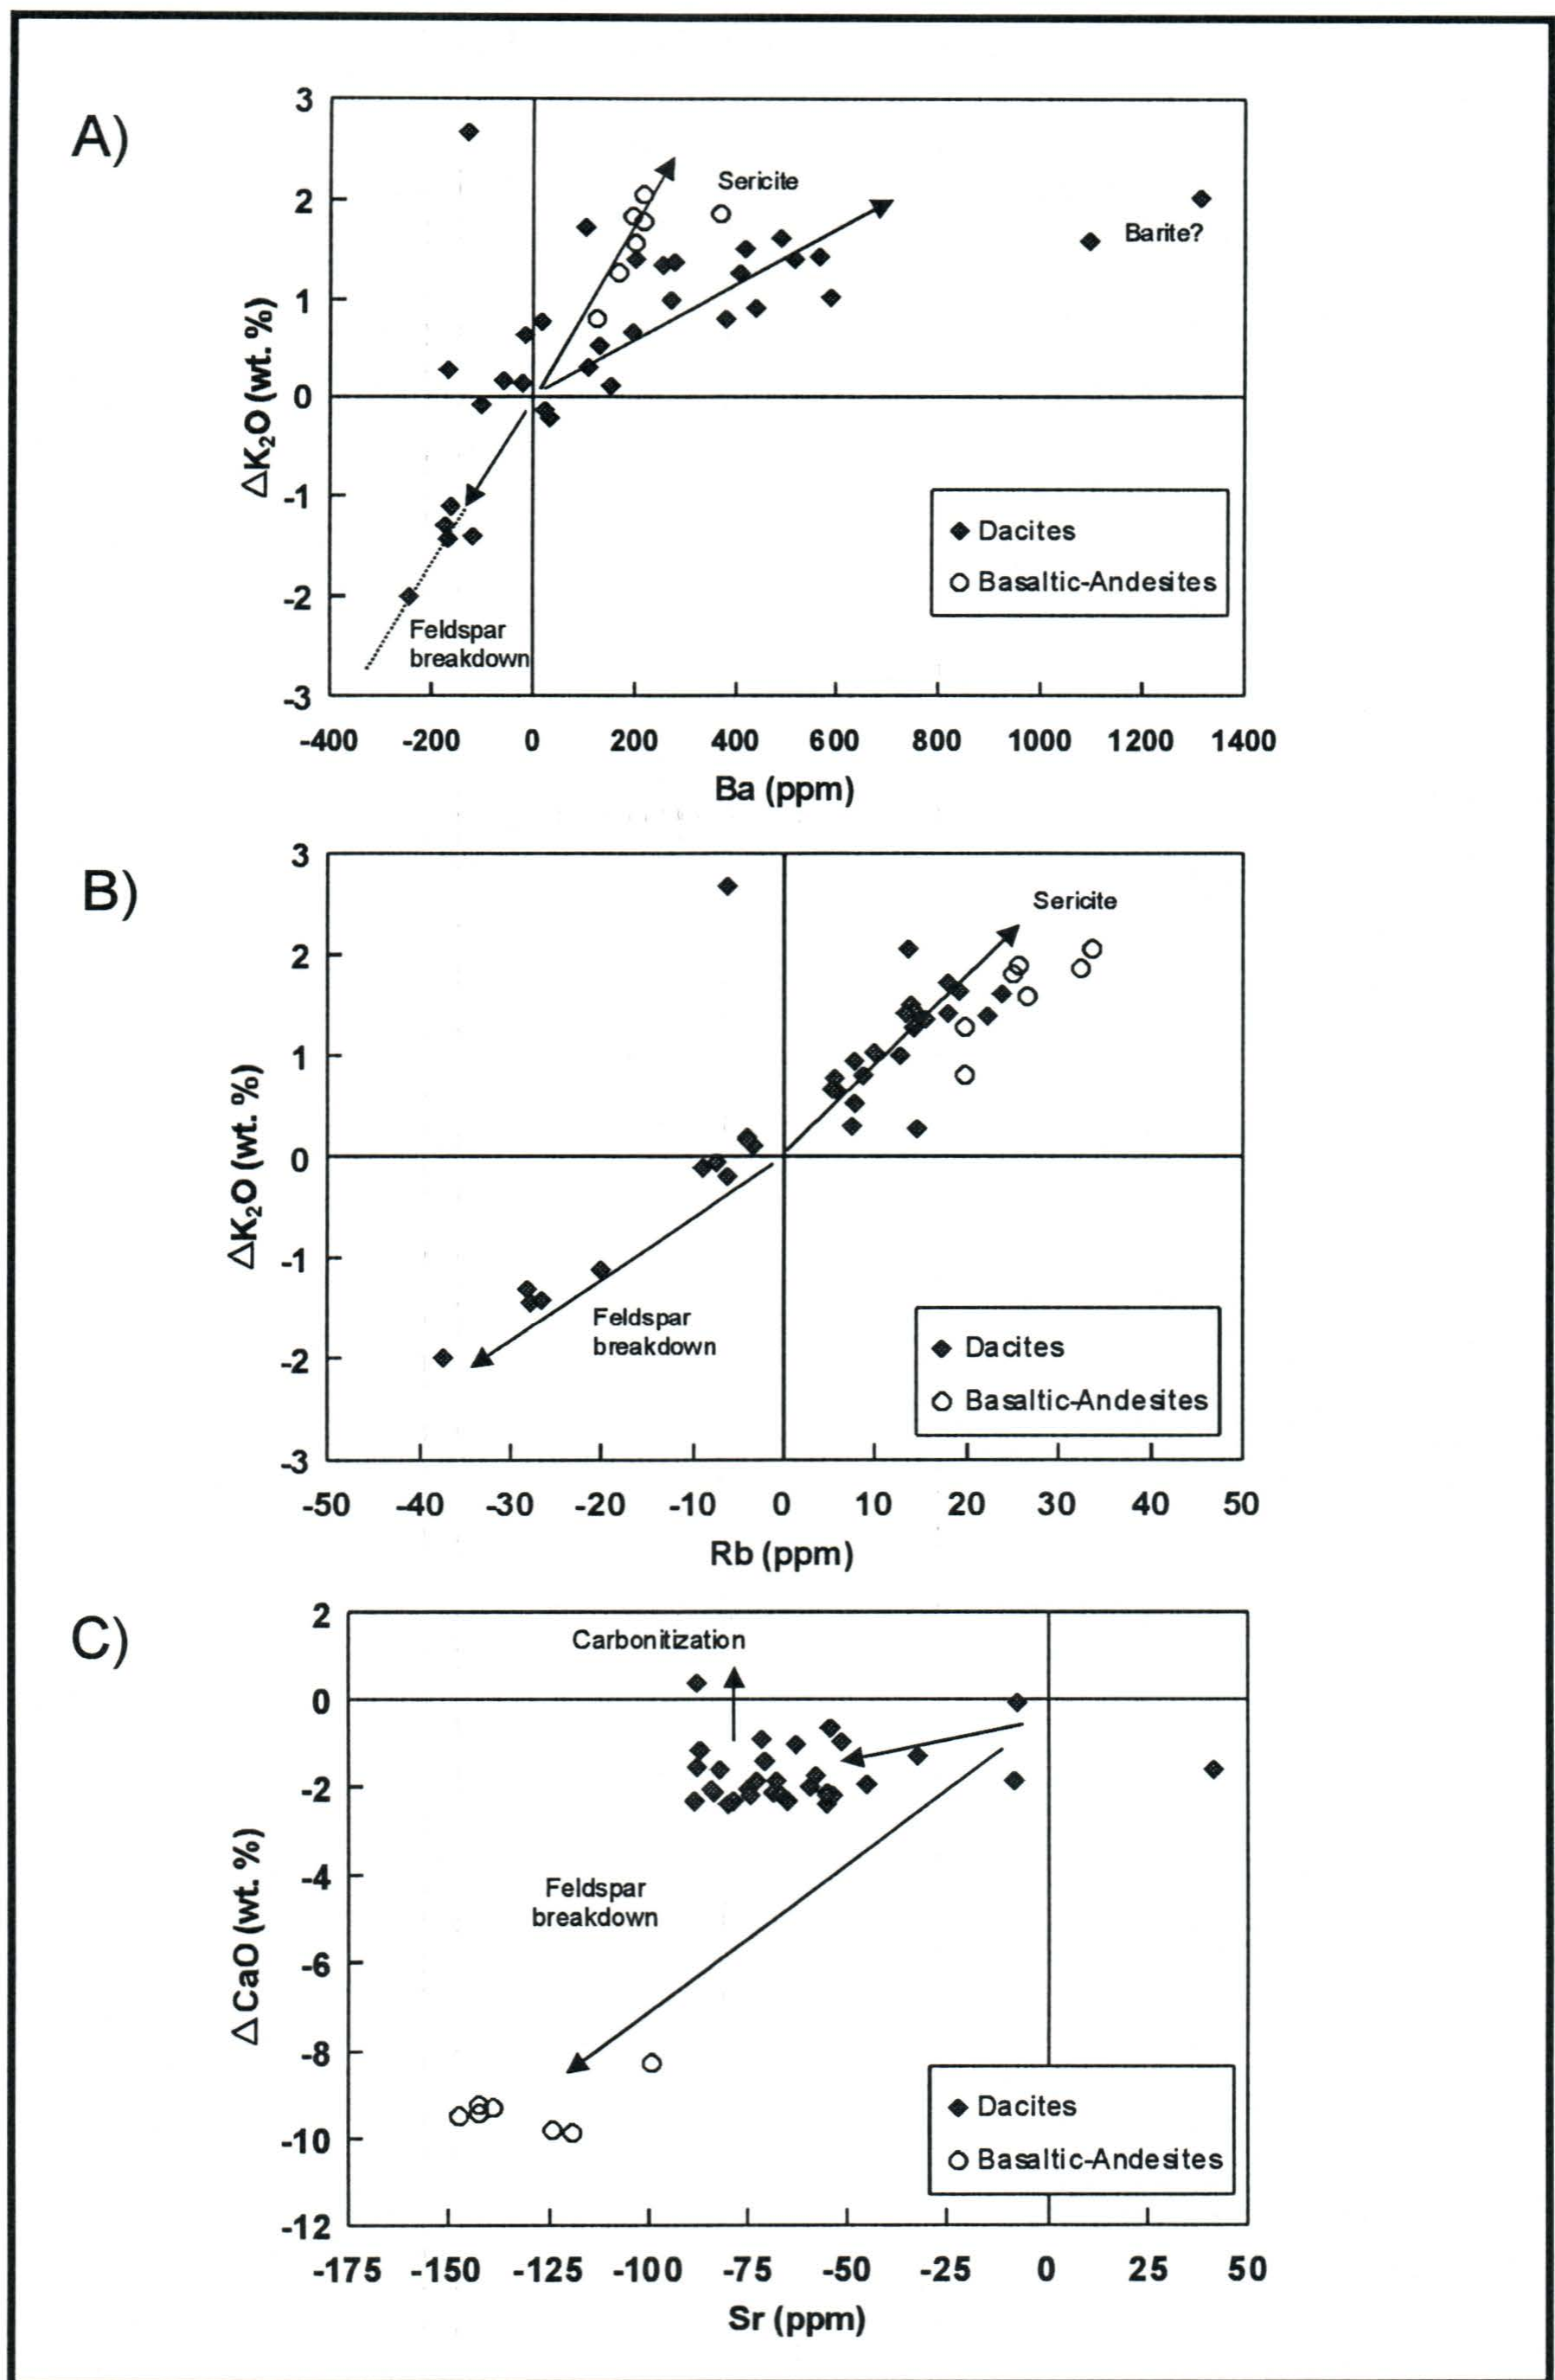 A)
3
2
1
0
-1
-2
-3
ΔK₂O (wt. %)
Sericite
Barite?
Feldspar
breakdown
Dacites
Basaltic-Andesites
-400 -200 0 200 400 600 800 1000 1200 1400
Ba (ppm)
B)
3
2
1
0
-1
-2
-3
ΔK₂O (wt. %)
Sericite
Feldspar
breakdown
Dacites
Basaltic-Andesites
-50 -40 -30 -20 -10 0 10 20 30 40 50
Rb (ppm)
C)
2
0
-2
-4
-6
-8
-10
-12
ΔCaO (wt. %)
Carbonitization
Feldspar
breakdown
Dacites
Basaltic-Andesites
-175 -150 -125 -100 -75 -50 -25 0 25 50
Sr (ppm)